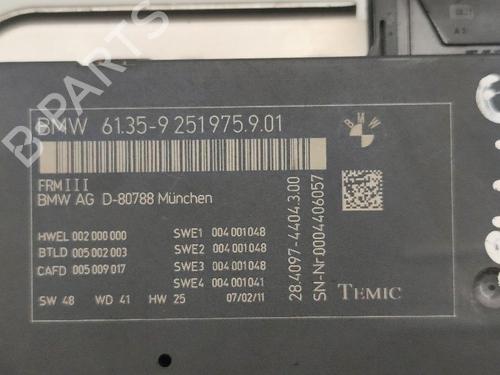 B PARTS
BMW 61.35-9 251975.9.01
BMW
FRMIII
BMW AG D-80788 München
HWEL 002 000 000
BTLD 005 002 003
CAFD 005 009 017
SWE1 004 001 048
SWE2 004 001 048
SWE3 004 001 048
SWE4 004 001 041
SW 48 WD 41 HW 25 07/02/11
28.4097-4404.3.00
SN-Nr0004406057
TEMIC